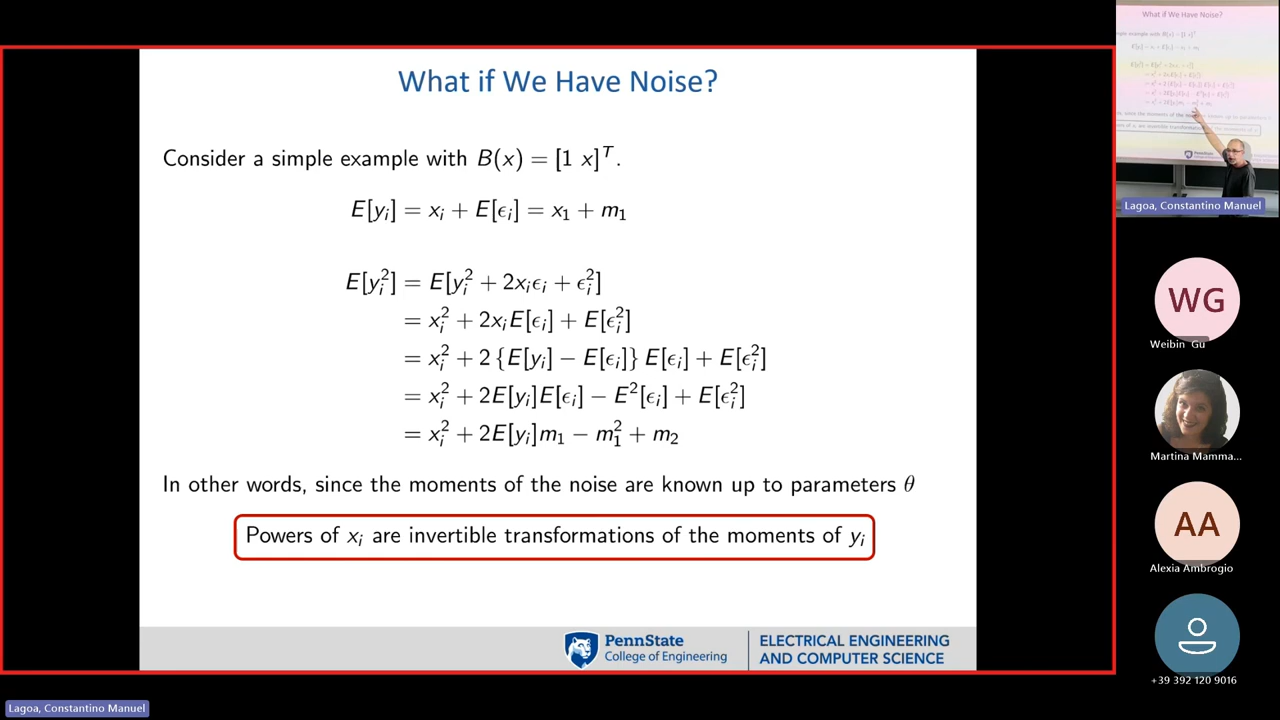 What if We Have Noise?
Consider a simple example with B(x) = [1 x]^T.
E[y_i] = x_i + E[ϵ_i] = x_1 + m_1
E[y_i^2] = E[y_i^2 + 2x_iϵ_i + ϵ_i^2]
= x_i^2 + 2x_iE[ϵ_i] + E[ϵ_i^2]
= x_i^2 + 2 {E[y_i] − E[ϵ_i]} E[ϵ_i] + E[ϵ_i^2]
= x_i^2 + 2E[y_i]E[ϵ_i] − E^2[ϵ_i] + E[ϵ_i^2]
= x_i^2 + 2E[y_i]m_1 − m_1^2 + m_2
In other words, since the moments of the noise are known up to parameters θ
Powers of x_i are invertible transformations of the moments of y_i
PennState
College of Engineering
ELECTRICAL ENGINEERING
AND COMPUTER SCIENCE
What if We Have Noise?
Lagoa, Constantino Manuel
WG
Weibin Gu
Martina Mamma...
AA
Alexia Ambrogio
+39 392 120 9016
Lagoa, Constantino Manuel